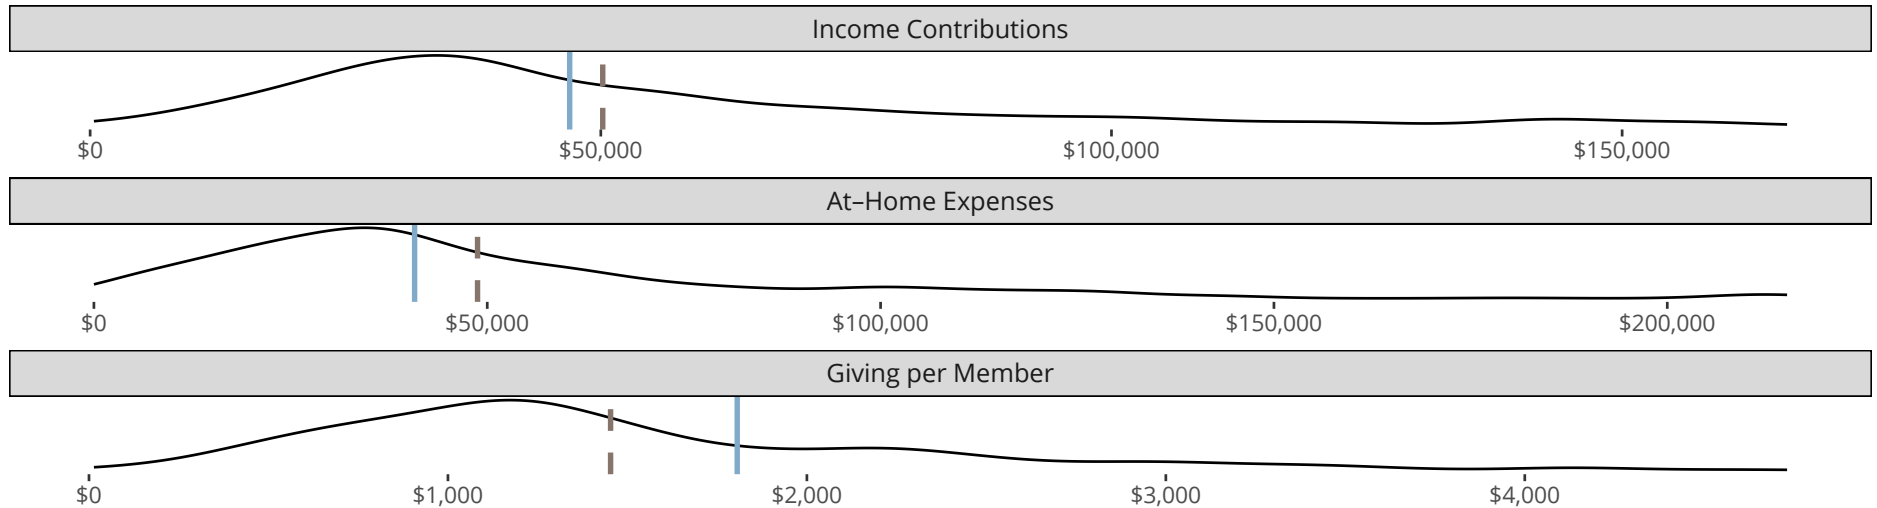 Income Contributions
$0 $50,000 $100,000 $150,000
At–Home Expenses
$0 $50,000 $100,000 $150,000 $200,000
Giving per Member
$0 $1,000 $2,000 $3,000 $4,000